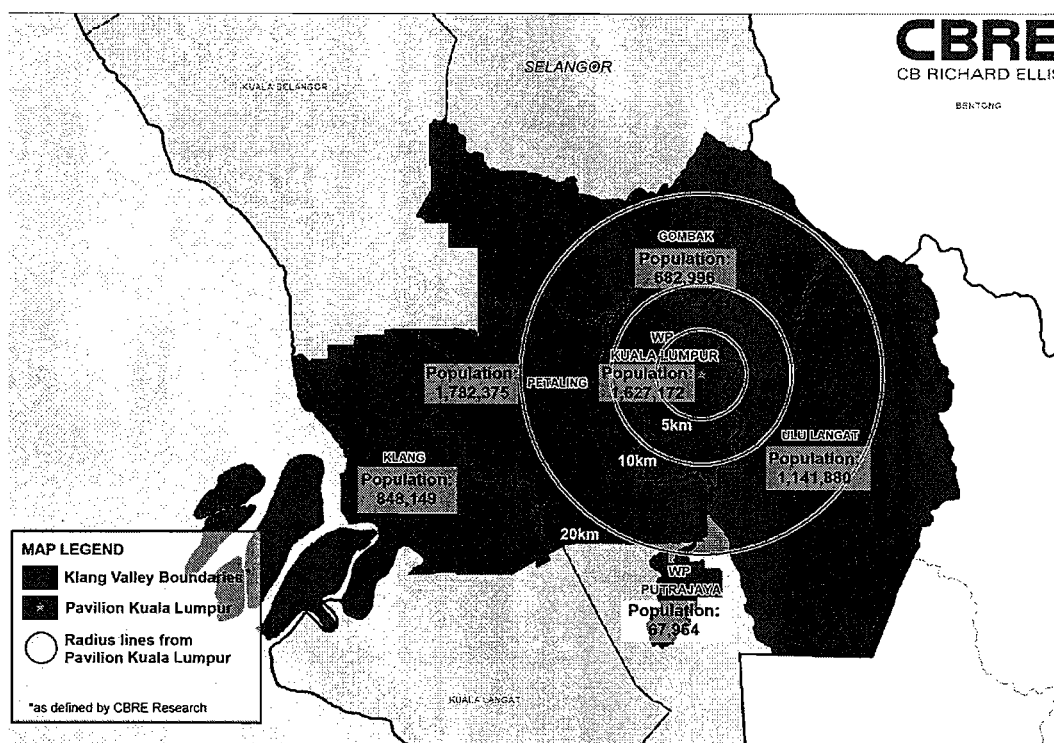 CBRE
CB RICHARD ELLIS
SELANGOR
KUALA SELANGOR
BENTONG
GOMBAK
Population:
682,996
WP
KUALA LUMPUR
Population:
1,627,172
Population:
1,782,375
PETALING
5km
10km
ULU LANGAT
Population:
1,141,880
KLANG
Population:
848,149
20km
WP
PUTRAJAYA
Population:
67,964
MAP LEGEND
Klang Valley Boundaries*
Pavilion Kuala Lumpur
Radius lines from
Pavilion Kuala Lumpur
*as defined by CBRE Research
KUALA LANGAT